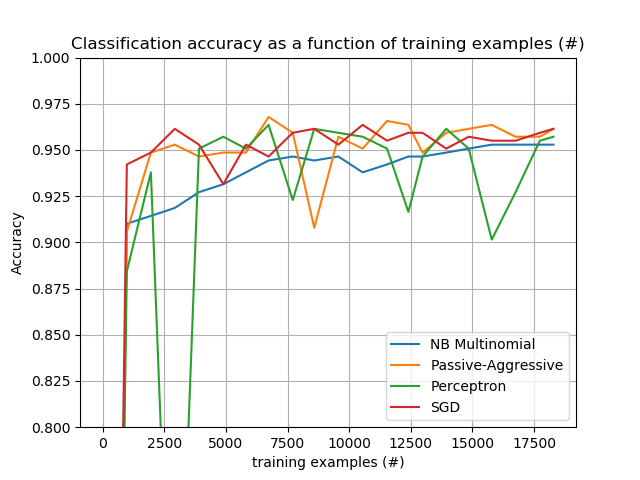 Classification accuracy as a function of training examples (#)
1.000
0.975
0.950
0.925
0.900
0.875
0.850
0.825
0.800
Accuracy
NB Multinomial
Passive-Aggressive
Perceptron
SGD
0 2500 5000 7500 10000 12500 15000 17500
training examples (#)